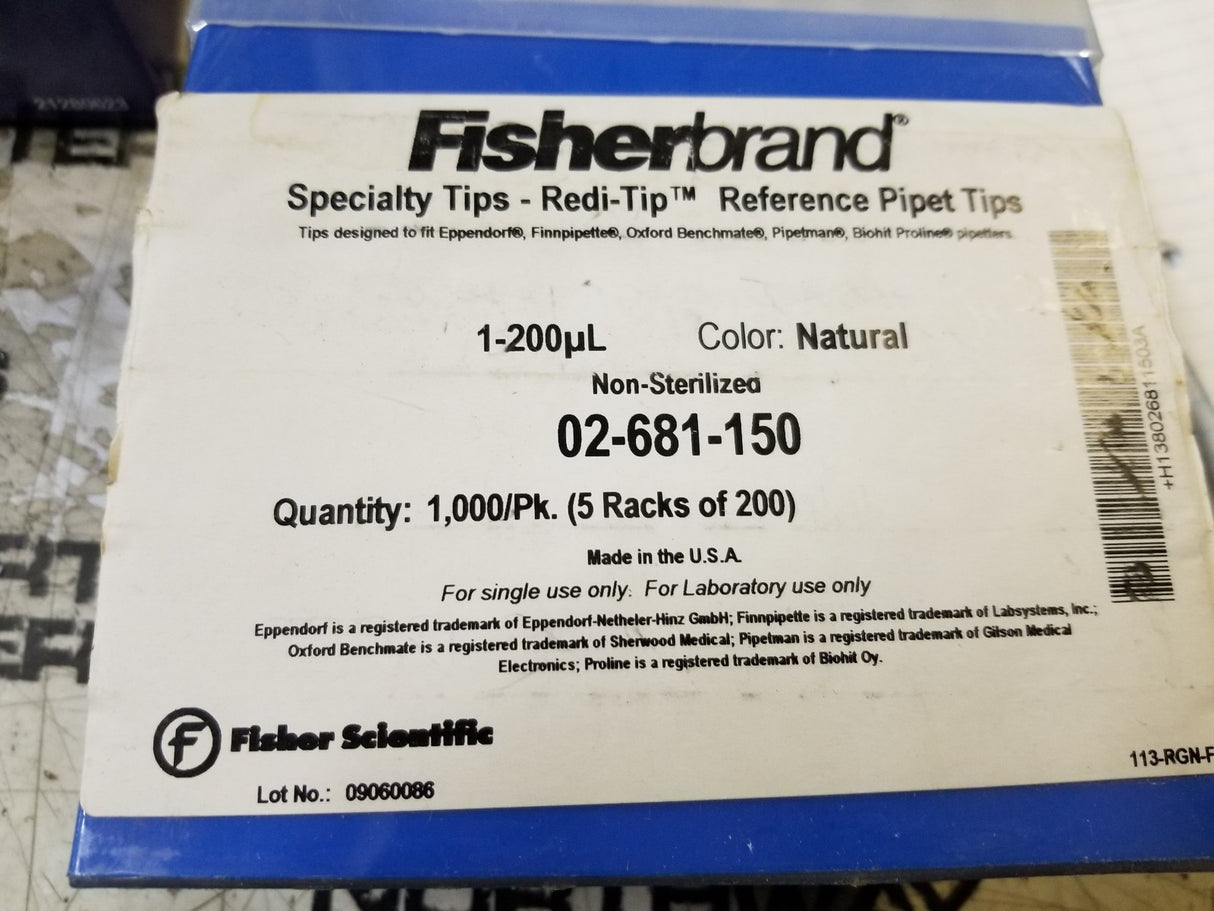 21280623
Fisherbrand®
Specialty Tips - Redi-Tip™ Reference Pipet Tips
Tips designed to fit Eppendorf®, Finnpipette®, Oxford Benchmate®, Pipetman®, Biohit Proline® pipetters.
1-200µL Color: Natural
Non-Sterilized
02-681-150
Quantity: 1,000/Pk. (5 Racks of 200)
Made in the U.S.A.
For single use only. For Laboratory use only
Eppendorf is a registered trademark of Eppendorf-Netheler-Hinz GmbH; Finnpipette is a registered trademark of Labsystems, Inc.;
Oxford Benchmate is a registered trademark of Sherwood Medical; Pipetman is a registered trademark of Gilson Medical
Electronics; Proline is a registered trademark of Biohit Oy.
+H138026811503A
f Fisher Scientific
113-RGN-F
Lot No.: 09060086